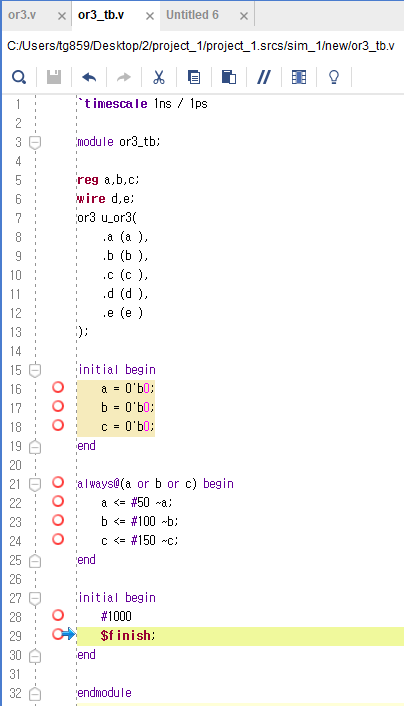 or3.v × or3_tb.v × Untitled 6 ×
C:/Users/tg859/Desktop/2/project_1/project_1.srcs/sim_1/new/or3_tb.v
1 `timescale 1ns / 1ps
2
3 module or3_tb;
4
5 reg a,b,c;
6 wire d,e;
7 or3 u_or3(
8 .a (a ),
9 .b (b ),
10 .c (c ),
11 .d (d ),
12 .e (e )
13 );
14
15 initial begin
16 a = 0'b0;
17 b = 0'b0;
18 c = 0'b0;
19 end
20
21 always@(a or b or c) begin
22 a <= #50 ~a;
23 b <= #100 ~b;
24 c <= #150 ~c;
25 end
26
27 initial begin
28 #1000
29 $finish;
30 end
31
32 endmodule